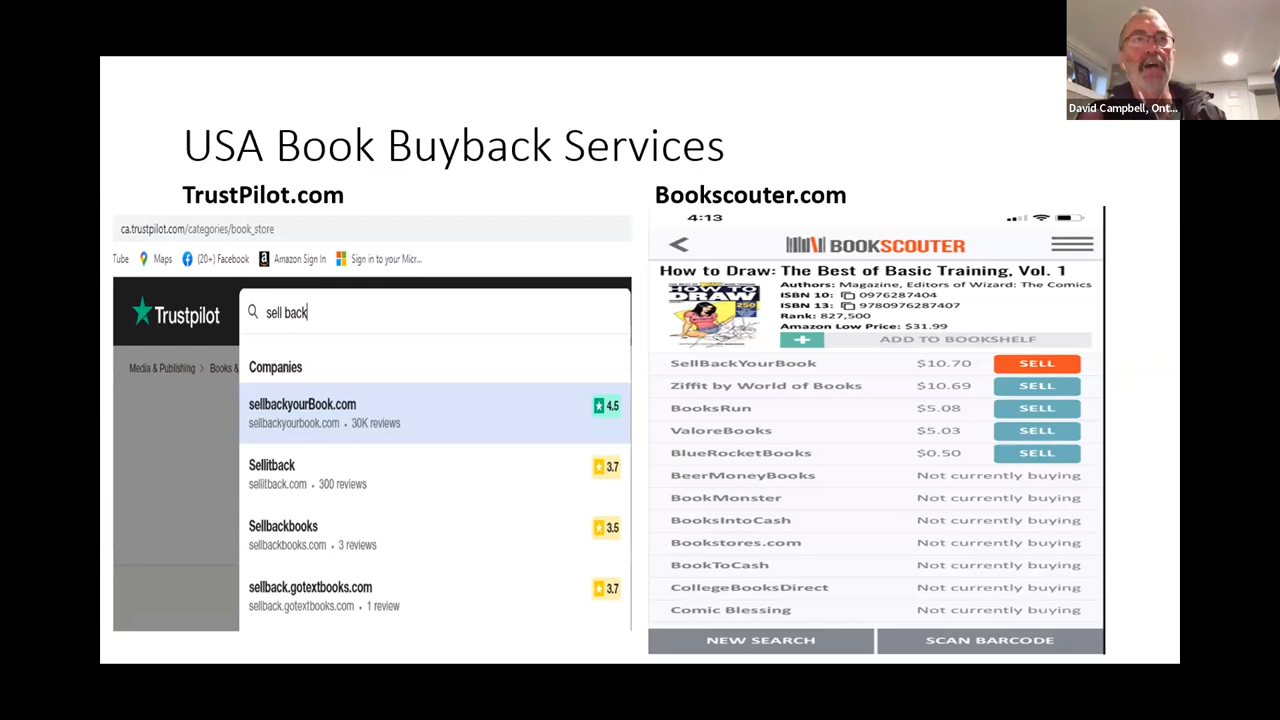 David Campbell, Ont...
USA Book Buyback Services
TrustPilot.com
ca.trustpilot.com/categories/book_store
Tube Maps (20+) Facebook Amazon Sign In Sign in to your Micr...
Trustpilot
sell back
Media & Publishing > Books &
Companies
sellbackyourBook.com
4.5
sellbackyourbook.com • 30K reviews
Sellitback
3.7
sellitback.com • 300 reviews
Sellbackbooks
3.5
sellbackbooks.com • 3 reviews
sellback.gotextbooks.com
3.7
sellback.gotextbooks.com • 1 review
Bookscouter.com
4:13
BOOKSCOUTER
How to Draw: The Best of Basic Training, Vol. 1
HOW TO
DRAW
250
Authors: Magazine, Editors of Wizard: The Comics
ISBN 10: 0976287404
ISBN 13: 9780976287407
Rank: 827,500
Amazon Low Price: $31.99
+ ADD TO BOOKSHELF
SellBackYourBook $10.70 SELL
Ziffit by World of Books $10.69 SELL
BooksRun $5.08 SELL
ValoreBooks $5.03 SELL
BlueRocketBooks $0.50 SELL
BeerMoneyBooks Not currently buying
BookMonster Not currently buying
BooksIntoCash Not currently buying
Bookstores.com Not currently buying
BookToCash Not currently buying
CollegeBooksDirect Not currently buying
Comic Blessing Not currently buying
NEW SEARCH SCAN BARCODE